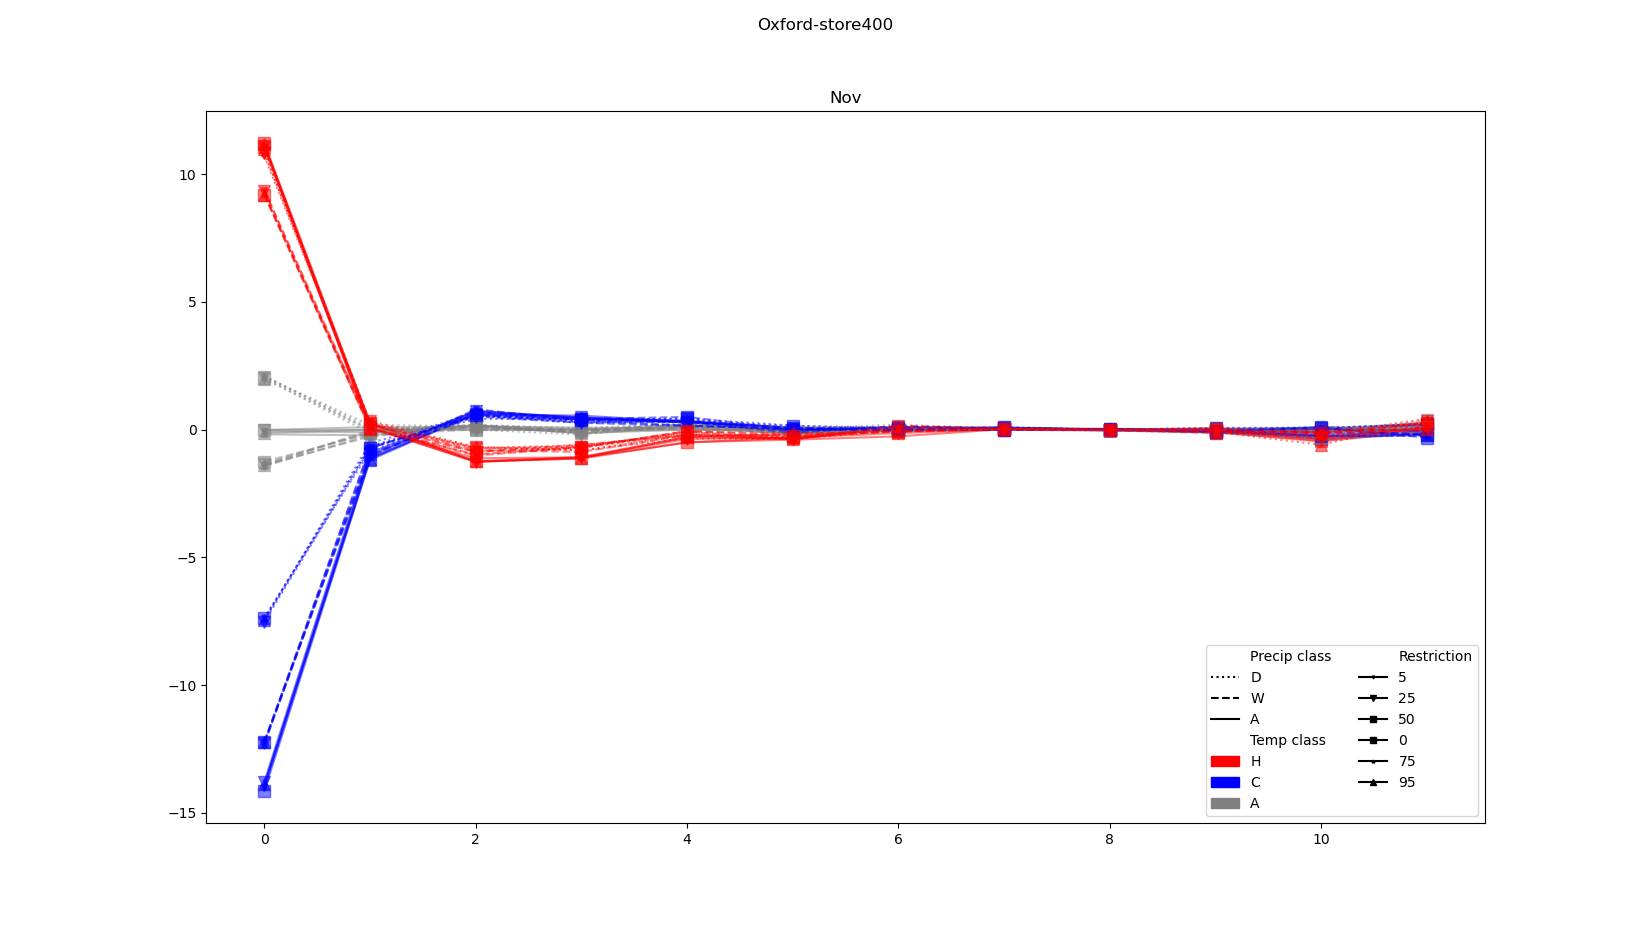 Oxford-store400
Nov
10
5
0
−5
−10
−15
0 2 4 6 8 10
Precip class
D
W
A
Temp class
H
C
A
Restriction
5
25
50
0
75
95